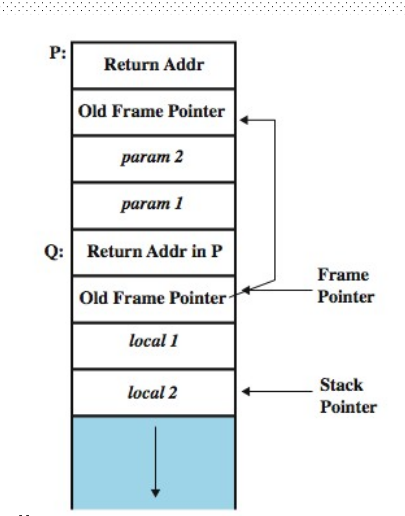 P:
Return Addr
Old Frame Pointer
param 2
param 1
Q:
Return Addr in P
Old Frame Pointer
Frame
Pointer
local 1
local 2
Stack
Pointer